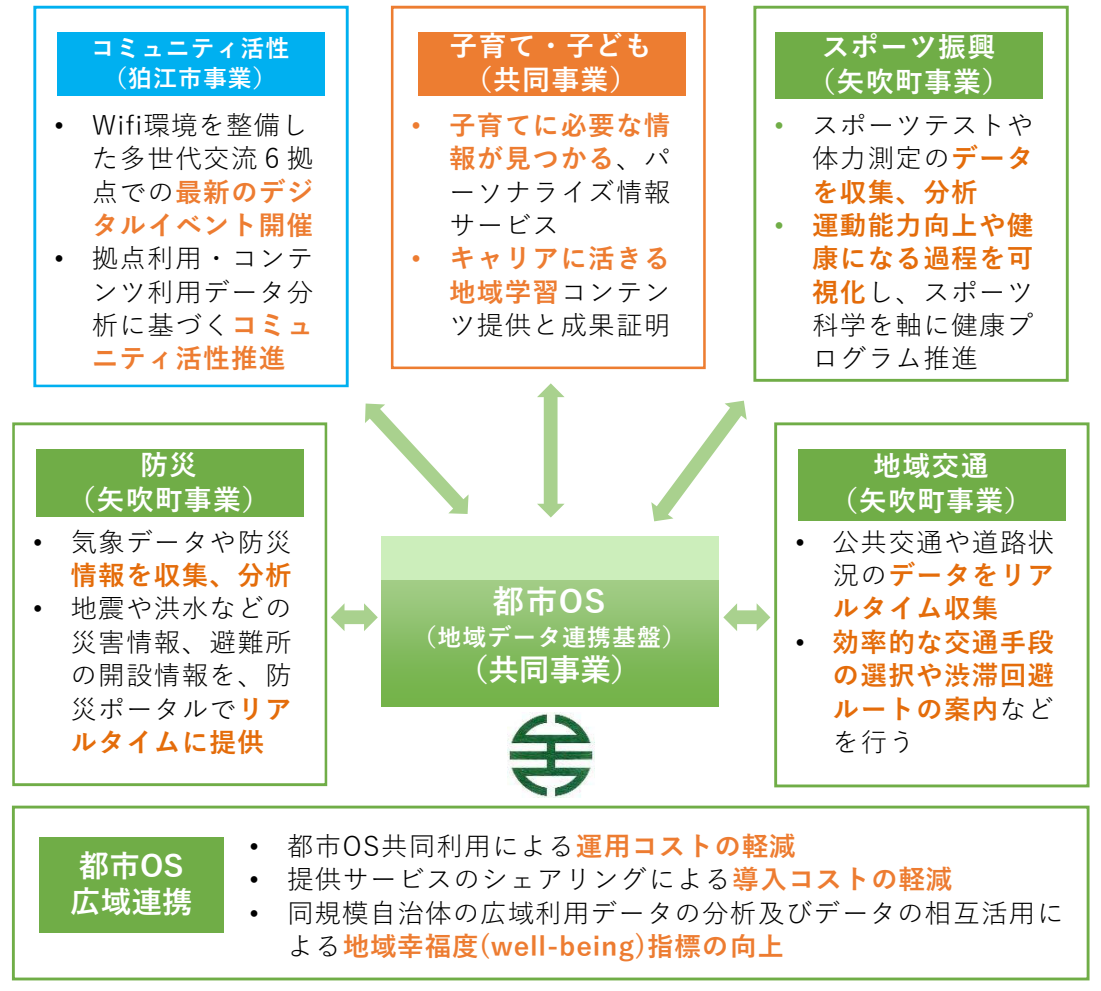 コミュニティ活性
（狛江市事業）
• Wifi環境を整備し
た多世代交流６拠
点での最新のデジ
タルイベント開催
• 拠点利用・コンテ
ンツ利用データ分
析に基づくコミュ
ニティ活性推進
子育て・子ども
（共同事業）
• 子育てに必要な情
報が見つかる、パ
ーソナライズ情報
サービス
• キャリアに活きる
地域学習コンテン
ツ提供と成果証明
スポーツ振興
（矢吹町事業）
• スポーツテストや
体力測定のデータ
を収集、分析
• 運動能力向上や健
康になる過程を可
視化し、スポーツ
科学を軸に健康プ
ログラム推進
防災
（矢吹町事業）
• 気象データや防災
情報を収集、分析
• 地震や洪水などの
災害情報、避難所
の開設情報を、防
災ポータルでリア
ルタイムに提供
都市OS
（地域データ連携基盤）
（共同事業）
地域交通
（矢吹町事業）
• 公共交通や道路状
況のデータをリア
ルタイム収集
• 効率的な交通手段
の選択や渋滞回避
ルートの案内など
を行う
都市OS
広域連携
• 都市OS共同利用による運用コストの軽減
• 提供サービスのシェアリングによる導入コストの軽減
• 同規模自治体の広域利用データの分析及びデータの相互活用に
よる地域幸福度(well-being)指標の向上